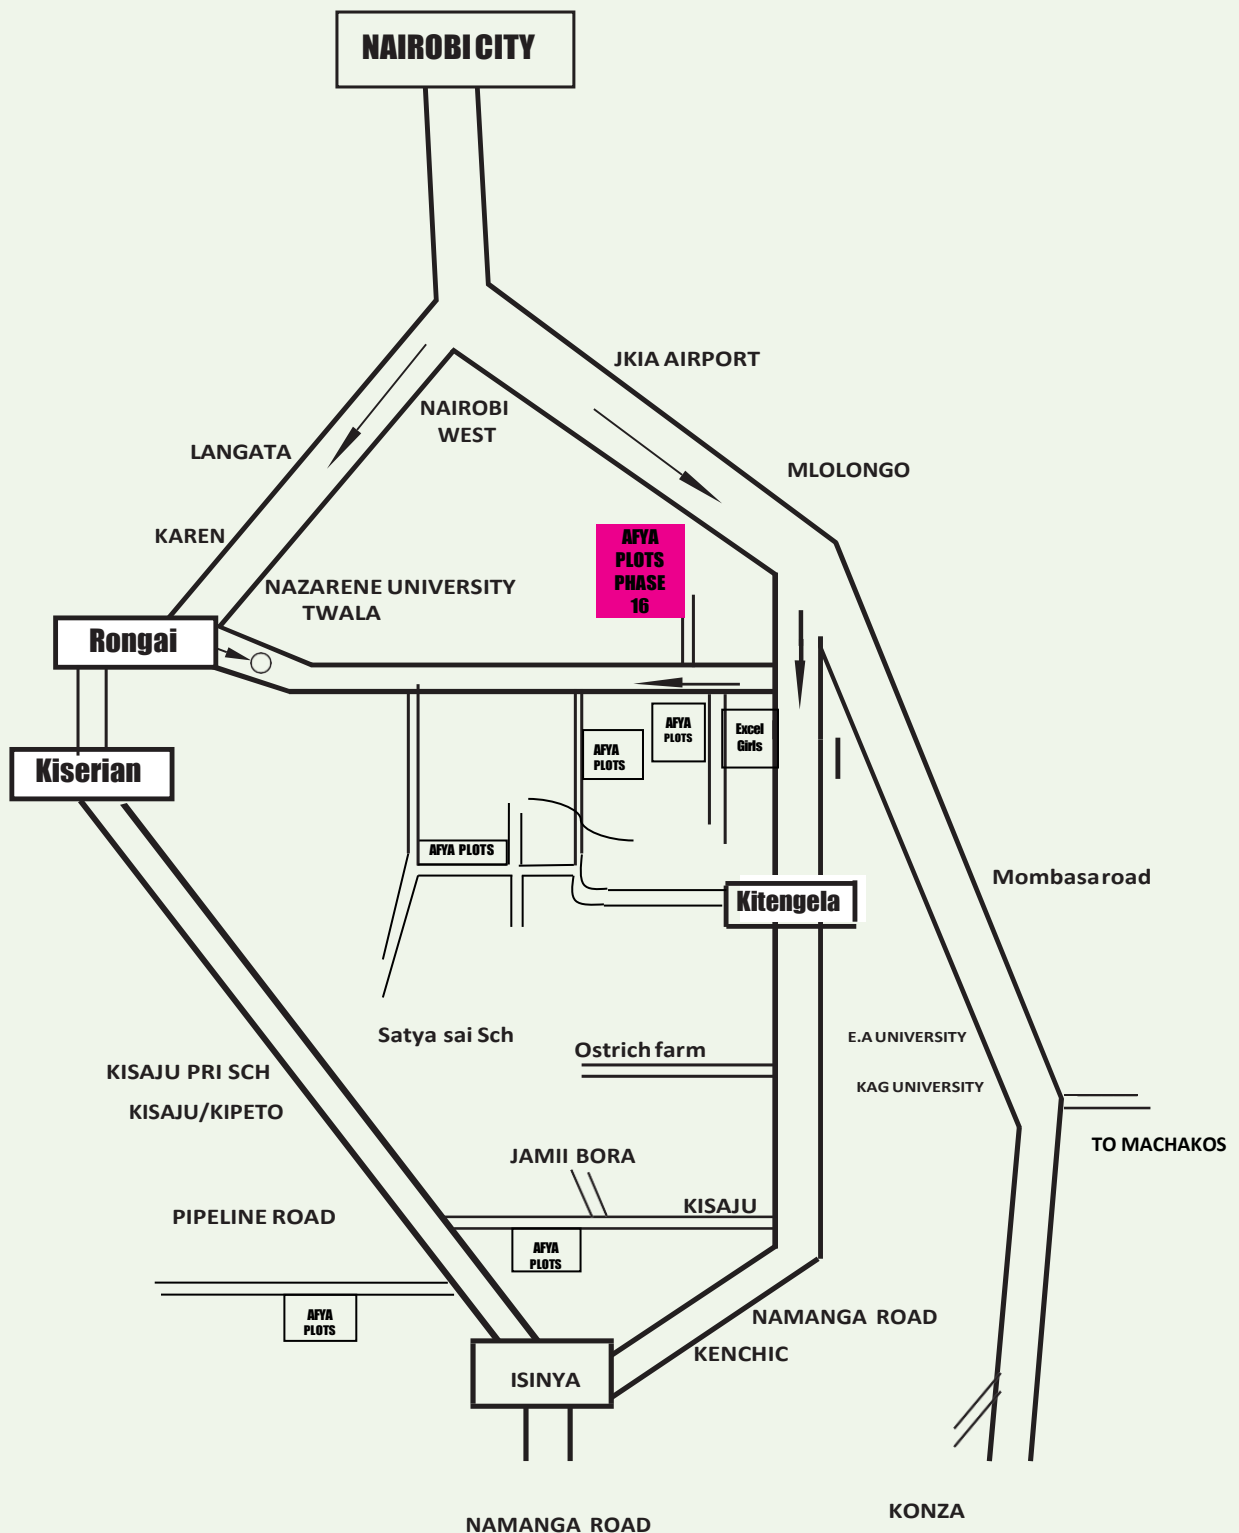 NAIROBI CITY
JKIA AIRPORT
NAIROBI
WEST
LANGATA
MLOLONGO
KAREN
AFYA
PLOTS
PHASE
16
NAZARENE UNIVERSITY
TWALA
Rongai
AFYA
PLOTS
Excel
Girls
AFYA
PLOTS
Kiserian
AFYA PLOTS
Mombasa road
Kitengela
Satya sai Sch
Ostrich farm
E.A UNIVERSITY
KISAJU PRI SCH
KAG UNIVERSITY
KISAJU/KIPETO
TO MACHAKOS
JAMII BORA
KISAJU
PIPELINE ROAD
AFYA
PLOTS
AFYA
PLOTS
NAMANGA ROAD
KENCHIC
ISINYA
KONZA
NAMANGA ROAD